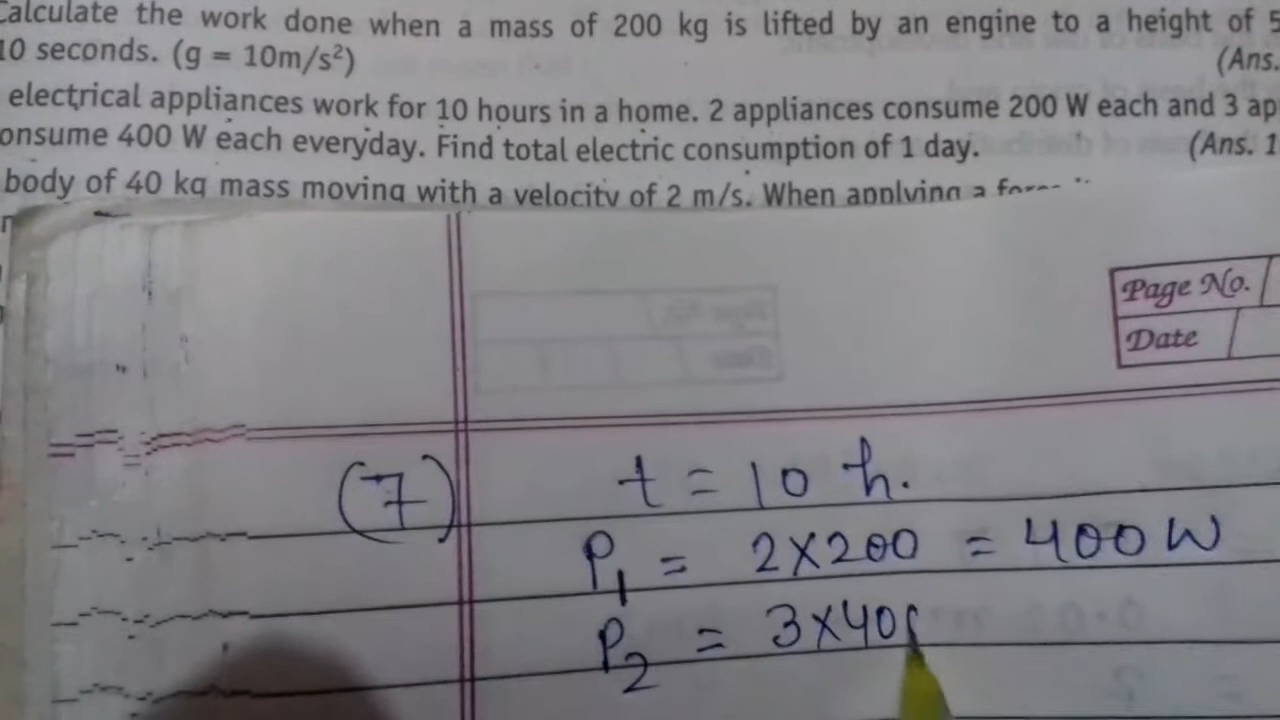 Calculate the work done when a mass of 200 kg is lifted by an engine to a height of 5
10 seconds. (g = 10m/s²) (Ans.
electrical appliances work for 10 hours in a home. 2 appliances consume 200 W each and 3 ap
onsume 400 W each everyday. Find total electric consumption of 1 day. (Ans. 1
body of 40 kg mass moving with a velocity of 2 m/s. When applying a
Page No.
Date
(7) t = 10 h.
P₁ = 2×200 = 400 W
P₂ = 3×40